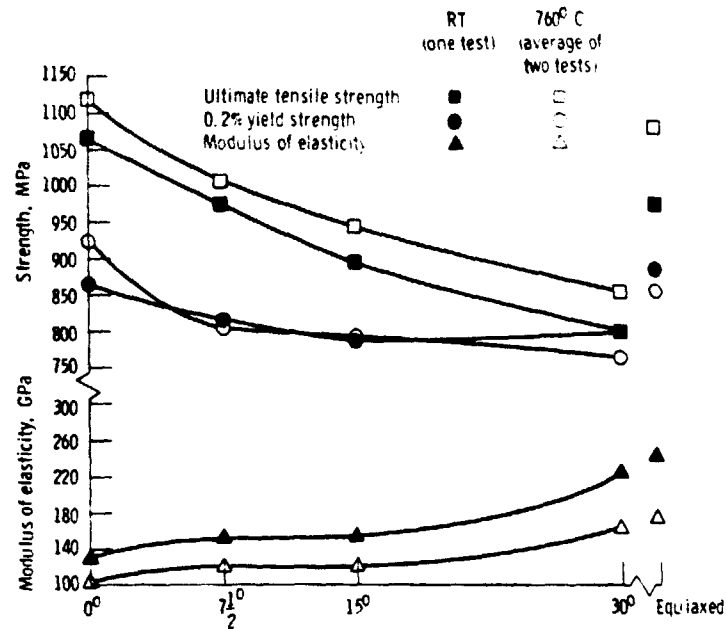 RT
(one test)
760° C
(average of
two tests)
Ultimate tensile strength
0.2% yield strength
Modulus of elasticity
Strength, MPa
1150
1100
1050
1000
950
900
850
800
750
Modulus of elasticity, GPa
300
260
220
180
140
100
0°
7 1/2°
15°
30°
Equiaxed